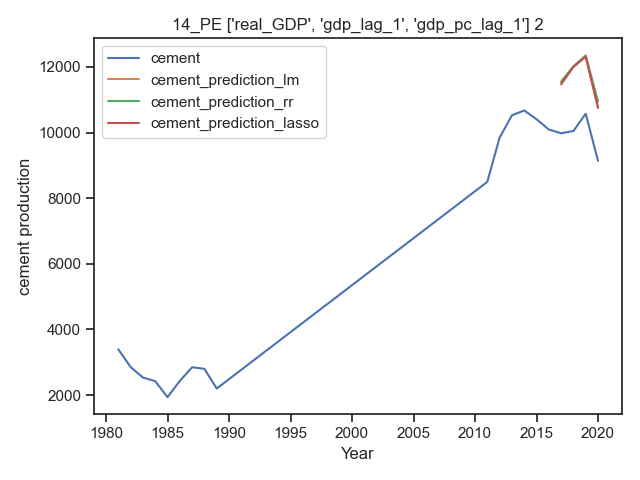 14_PE ['real_GDP', 'gdp_lag_1', 'gdp_pc_lag_1'] 2
cement
cement_prediction_lm
cement_prediction_rr
cement_prediction_lasso
cement production
12000
10000
8000
6000
4000
2000
1980 1985 1990 1995 2000 2005 2010 2015 2020
Year